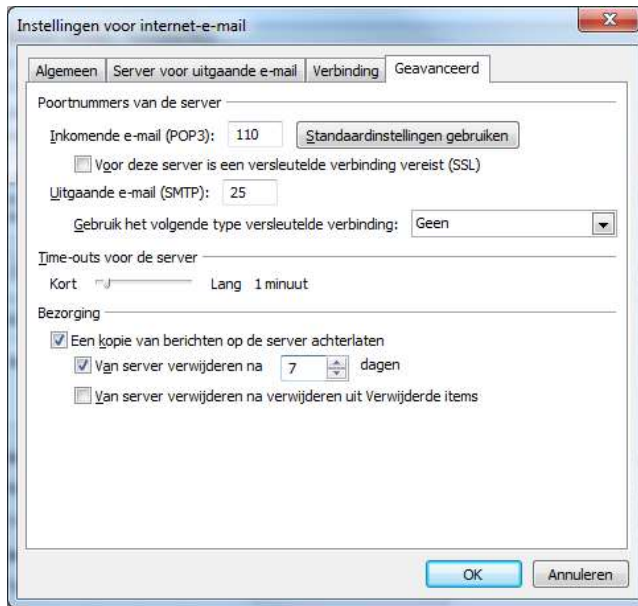 Instellingen voor internet-e-mail
Algemeen Server voor uitgaande e-mail Verbinding Geavanceerd
Poortnummers van de server
Inkomende e-mail (POP3): 110 Standaardinstellingen gebruiken
Voor deze server is een versleutelde verbinding vereist (SSL)
Uitgaande e-mail (SMTP): 25
Gebruik het volgende type versleutelde verbinding: Geen
Time-outs voor de server
Kort Lang 1 minuut
Bezorging
Een kopie van berichten op de server achterlaten
Van server verwijderen na 7 dagen
Van server verwijderen na verwijderen uit Verwijderde items
OK Annuleren